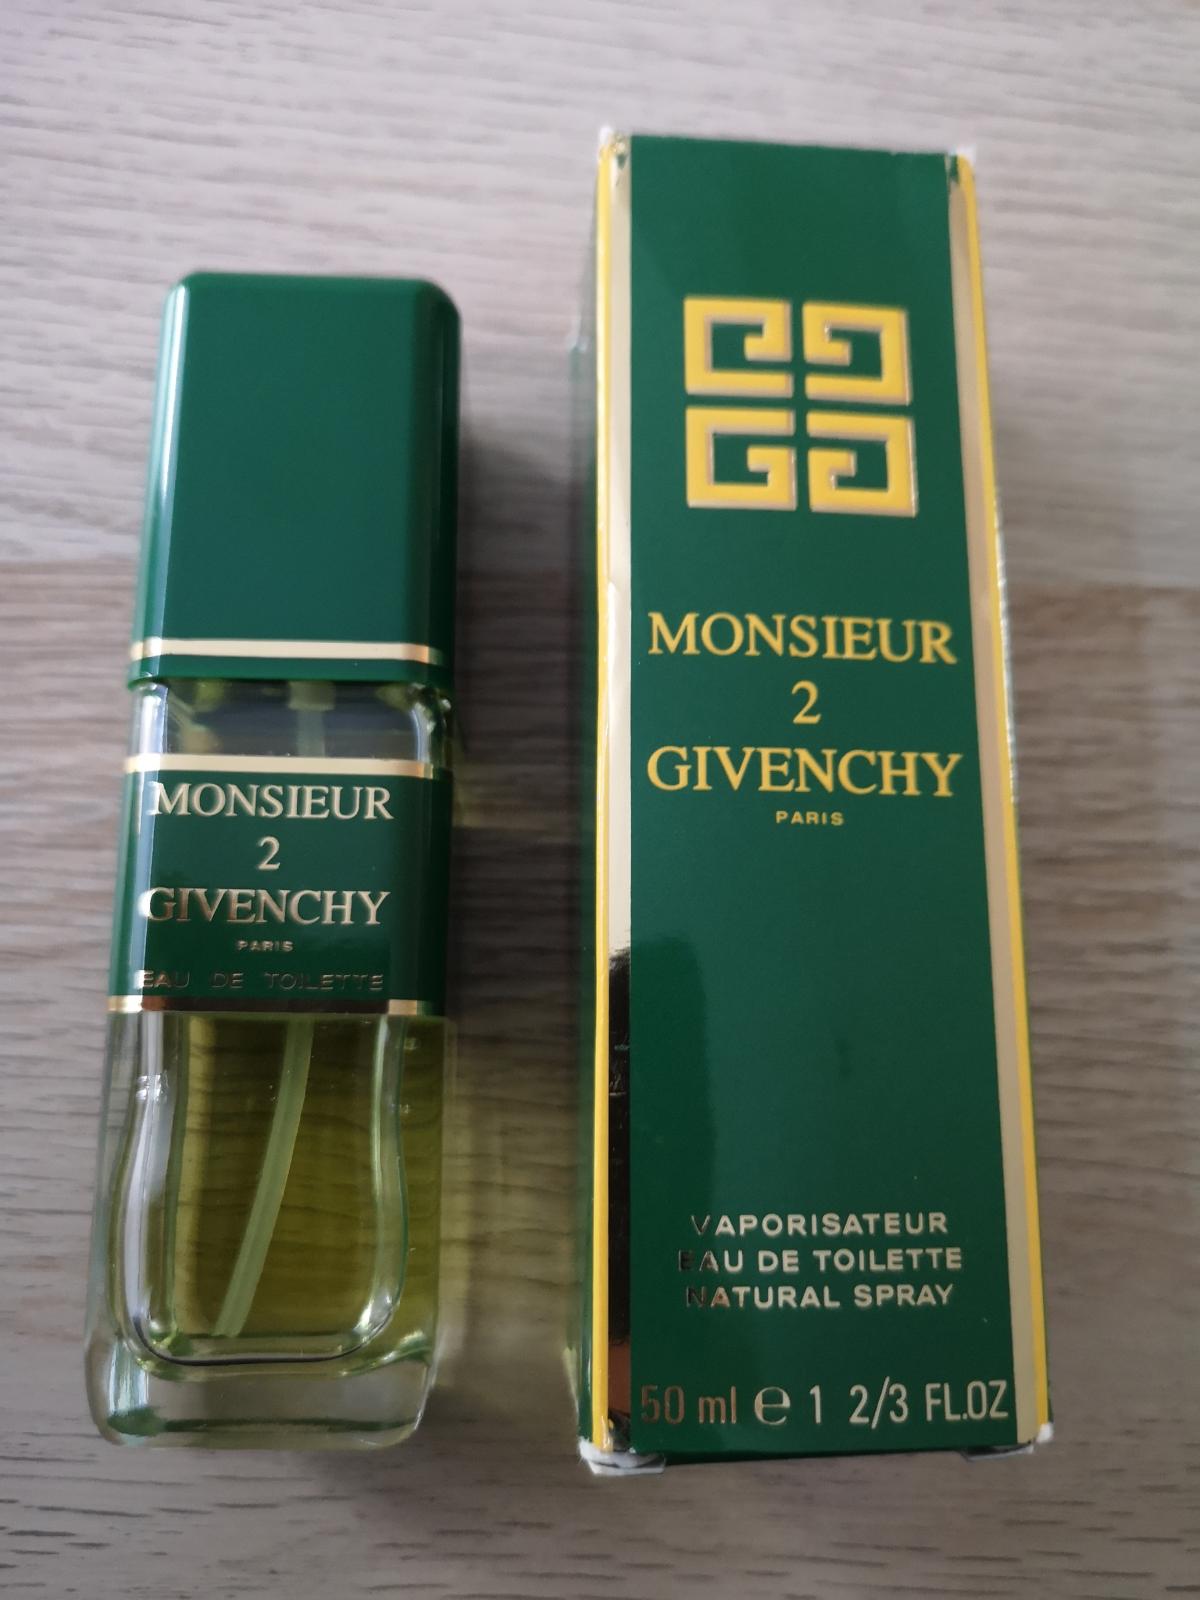 MONSIEUR
2
GIVENCHY
PARIS
EAU DE TOILETTE
MONSIEUR
2
GIVENCHY
PARIS
VAPORISATEUR
EAU DE TOILETTE
NATURAL SPRAY
50 ml e 1 2/3 FL.OZ